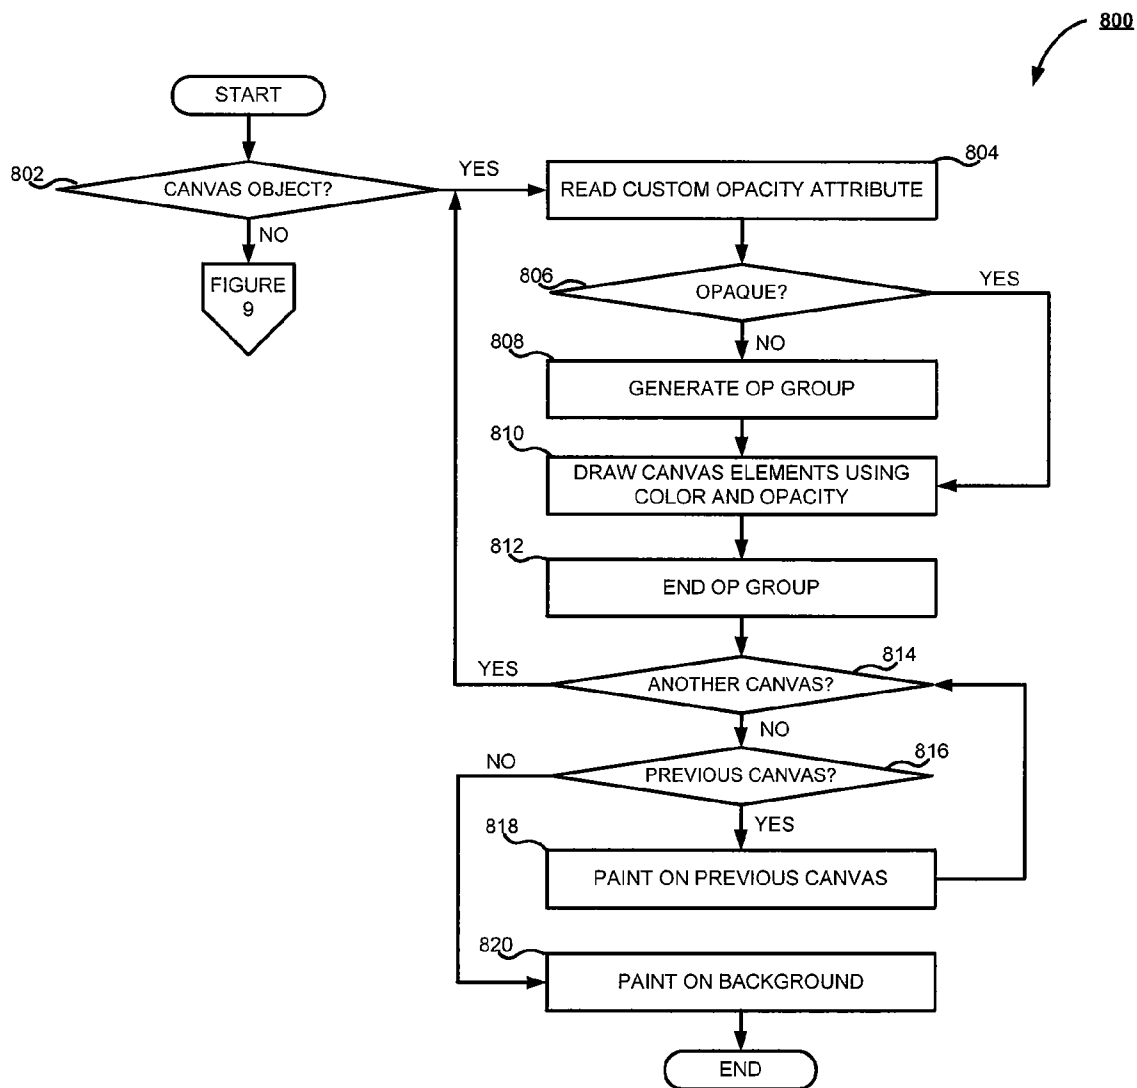 800
START
802
CANVAS OBJECT?
YES
804
READ CUSTOM OPACITY ATTRIBUTE
NO
FIGURE
9
806
OPAQUE?
YES
NO
808
GENERATE OP GROUP
810
DRAW CANVAS ELEMENTS USING
COLOR AND OPACITY
812
END OP GROUP
814
YES
ANOTHER CANVAS?
NO
816
NO
PREVIOUS CANVAS?
YES
818
PAINT ON PREVIOUS CANVAS
820
PAINT ON BACKGROUND
END